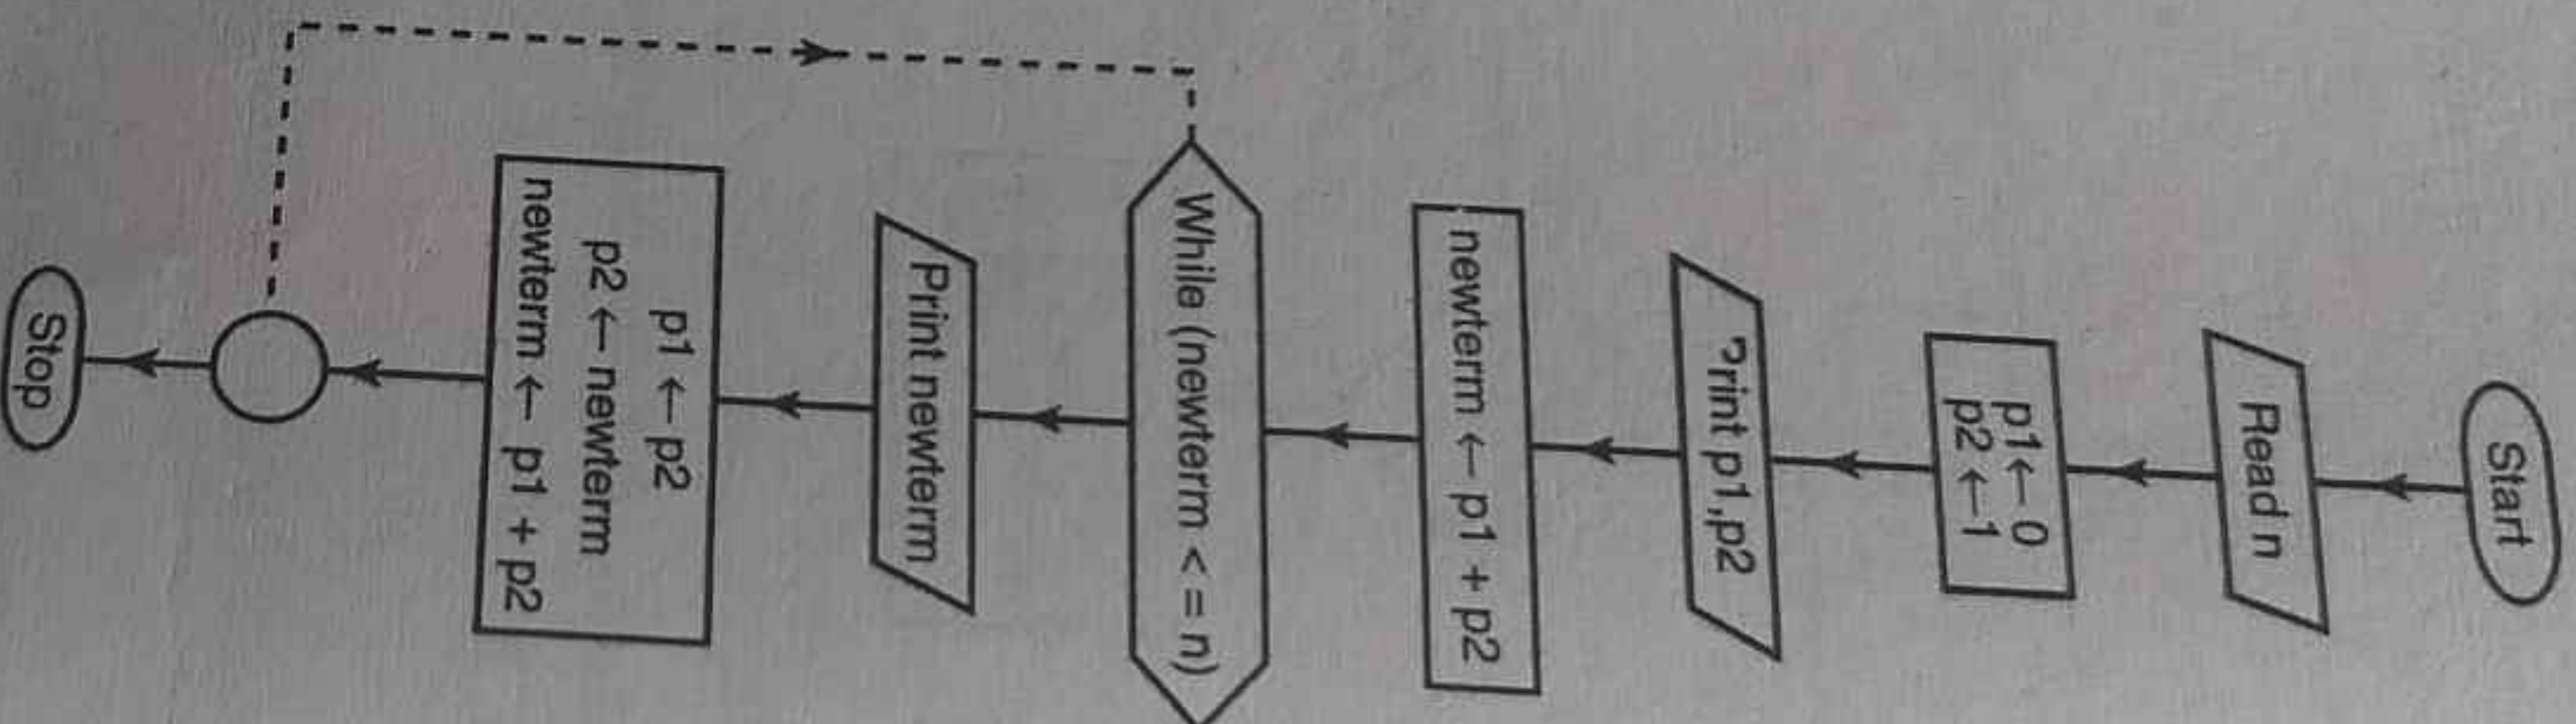 Start
Read n
p1 ← 0
p2 ← 1
Print p1,p2
newterm ← p1 + p2
While (newterm < = n)
Print newterm
p1 ← p2
p2 ← newterm
newterm ← p1 + p2
Stop